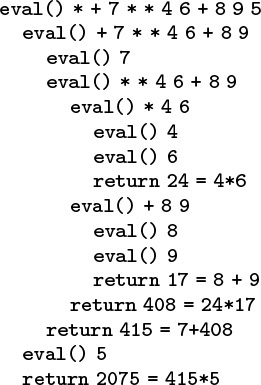 eval() * + 7 * * 4 6 + 8 9 5
eval() + 7 * * 4 6 + 8 9
eval() 7
eval() * * 4 6 + 8 9
eval() * 4 6
eval() 4
eval() 6
return 24 = 4*6
eval() + 8 9
eval() 8
eval() 9
return 17 = 8 + 9
return 408 = 24*17
return 415 = 7+408
eval() 5
return 2075 = 415*5